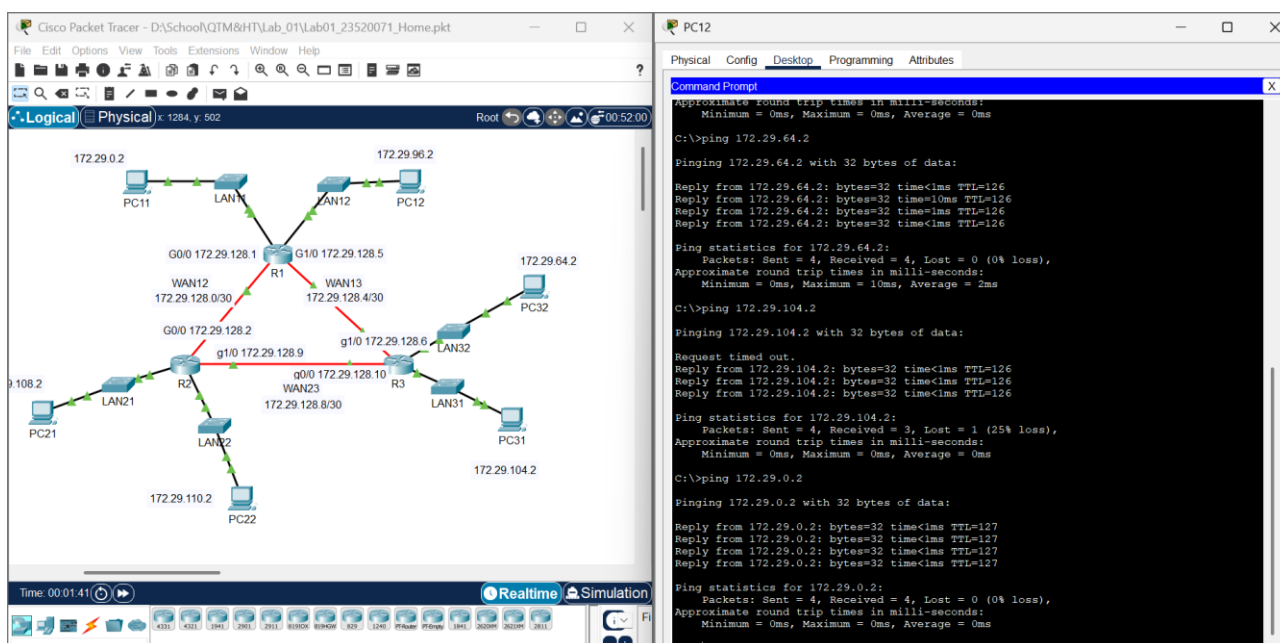 Cisco Packet Tracer - D:\School\QTM&HT\Lab_01\Lab01_23520071_Home.pkt
File Edit Options View Tools Extensions Window Help
?
Logical Physical x: 1284, y: 502 Root 00:52:00
172.29.0.2
172.29.96.2
PC11
LAN11
LAN12
PC12
G0/0 172.29.128.1
G1/0 172.29.128.5
R1
172.29.64.2
WAN12
172.29.128.0/30
WAN13
172.29.128.4/30
PC32
G0/0 172.29.128.2
g1/0 172.29.128.6
LAN32
g1/0 172.29.128.9
g0/0 172.29.128.10
R2
R3
WAN23
172.29.128.8/30
9.108.2
LAN21
LAN31
PC21
LAN22
PC31
172.29.104.2
172.29.110.2
PC22
Time: 00:01:41
Realtime
Simulation
4331 4321 1941 2901 2911 819IOX 819HGW 829 1240 PT-Router PT-Empty 1841 2620XM 2621XM 2811
Fi
PC12
Physical Config Desktop Programming Attributes
Command Prompt
X
Approximate round trip times in milli-seconds:
Minimum = 0ms, Maximum = 0ms, Average = 0ms
C:\>ping 172.29.64.2
Pinging 172.29.64.2 with 32 bytes of data:
Reply from 172.29.64.2: bytes=32 time<1ms TTL=126
Reply from 172.29.64.2: bytes=32 time=10ms TTL=126
Reply from 172.29.64.2: bytes=32 time=1ms TTL=126
Reply from 172.29.64.2: bytes=32 time<1ms TTL=126
Ping statistics for 172.29.64.2:
Packets: Sent = 4, Received = 4, Lost = 0 (0% loss),
Approximate round trip times in milli-seconds:
Minimum = 0ms, Maximum = 10ms, Average = 2ms
C:\>ping 172.29.104.2
Pinging 172.29.104.2 with 32 bytes of data:
Request timed out.
Reply from 172.29.104.2: bytes=32 time<1ms TTL=126
Reply from 172.29.104.2: bytes=32 time<1ms TTL=126
Reply from 172.29.104.2: bytes=32 time<1ms TTL=126
Ping statistics for 172.29.104.2:
Packets: Sent = 4, Received = 3, Lost = 1 (25% loss),
Approximate round trip times in milli-seconds:
Minimum = 0ms, Maximum = 0ms, Average = 0ms
C:\>ping 172.29.0.2
Pinging 172.29.0.2 with 32 bytes of data:
Reply from 172.29.0.2: bytes=32 time<1ms TTL=127
Reply from 172.29.0.2: bytes=32 time<1ms TTL=127
Reply from 172.29.0.2: bytes=32 time<1ms TTL=127
Reply from 172.29.0.2: bytes=32 time<1ms TTL=127
Ping statistics for 172.29.0.2:
Packets: Sent = 4, Received = 4, Lost = 0 (0% loss),
Approximate round trip times in milli-seconds:
Minimum = 0ms, Maximum = 0ms, Average = 0ms